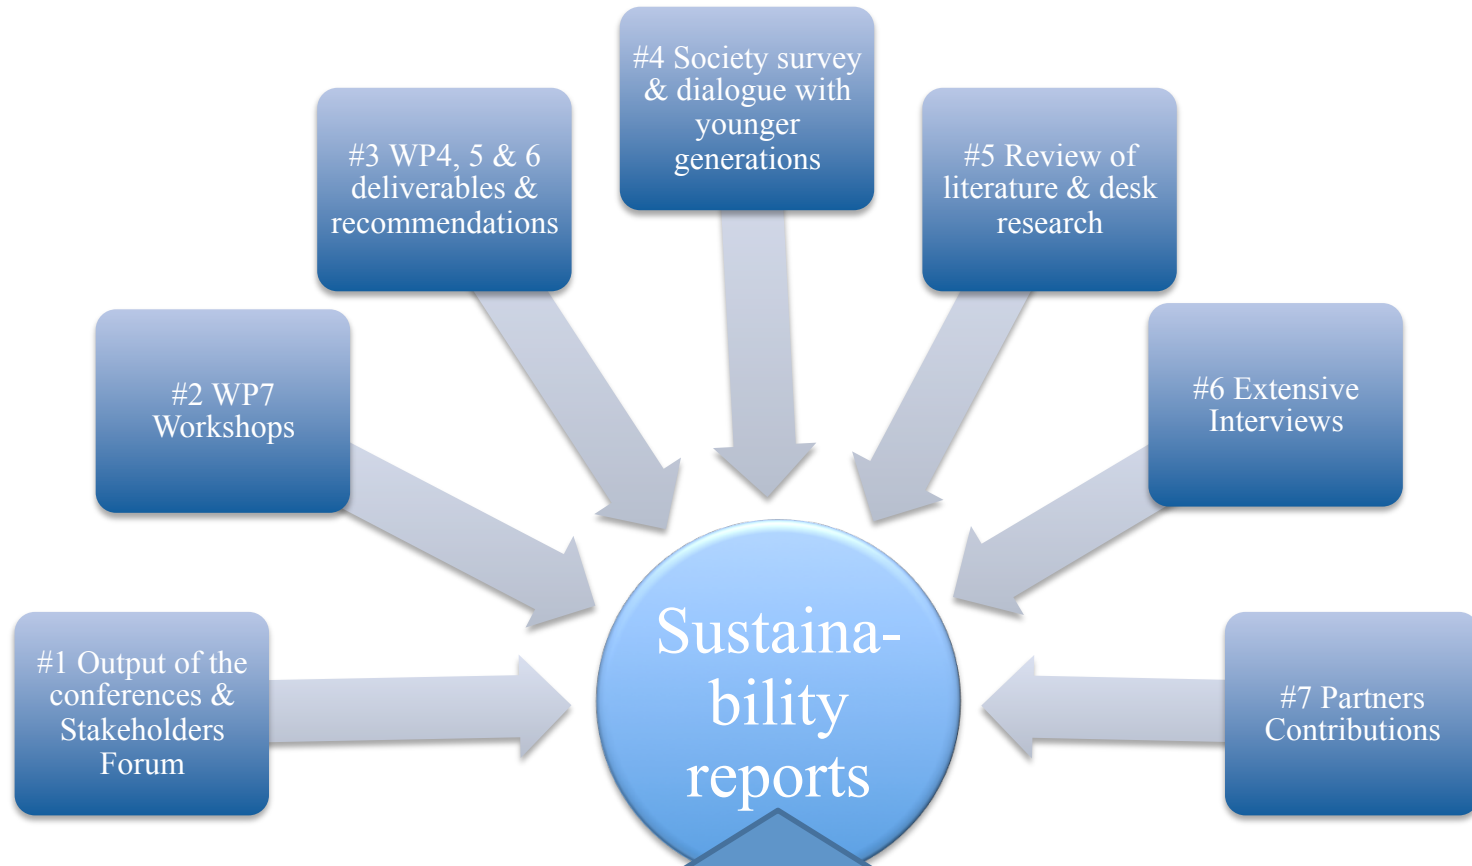 #1 Output of the
conferences &
Stakeholders
Forum
#2 WP7
Workshops
#3 WP4, 5 & 6
deliverables &
recommendations
#4 Society survey
& dialogue with
younger
generations
#5 Review of
literature & desk
research
#6 Extensive
Interviews
#7 Partners
Contributions
Sustaina-
bility
reports